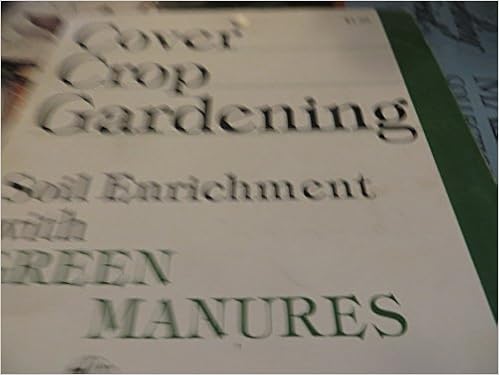 Cover
Crop
Gardening
Soil Enrichment
with
GREEN
MANURES